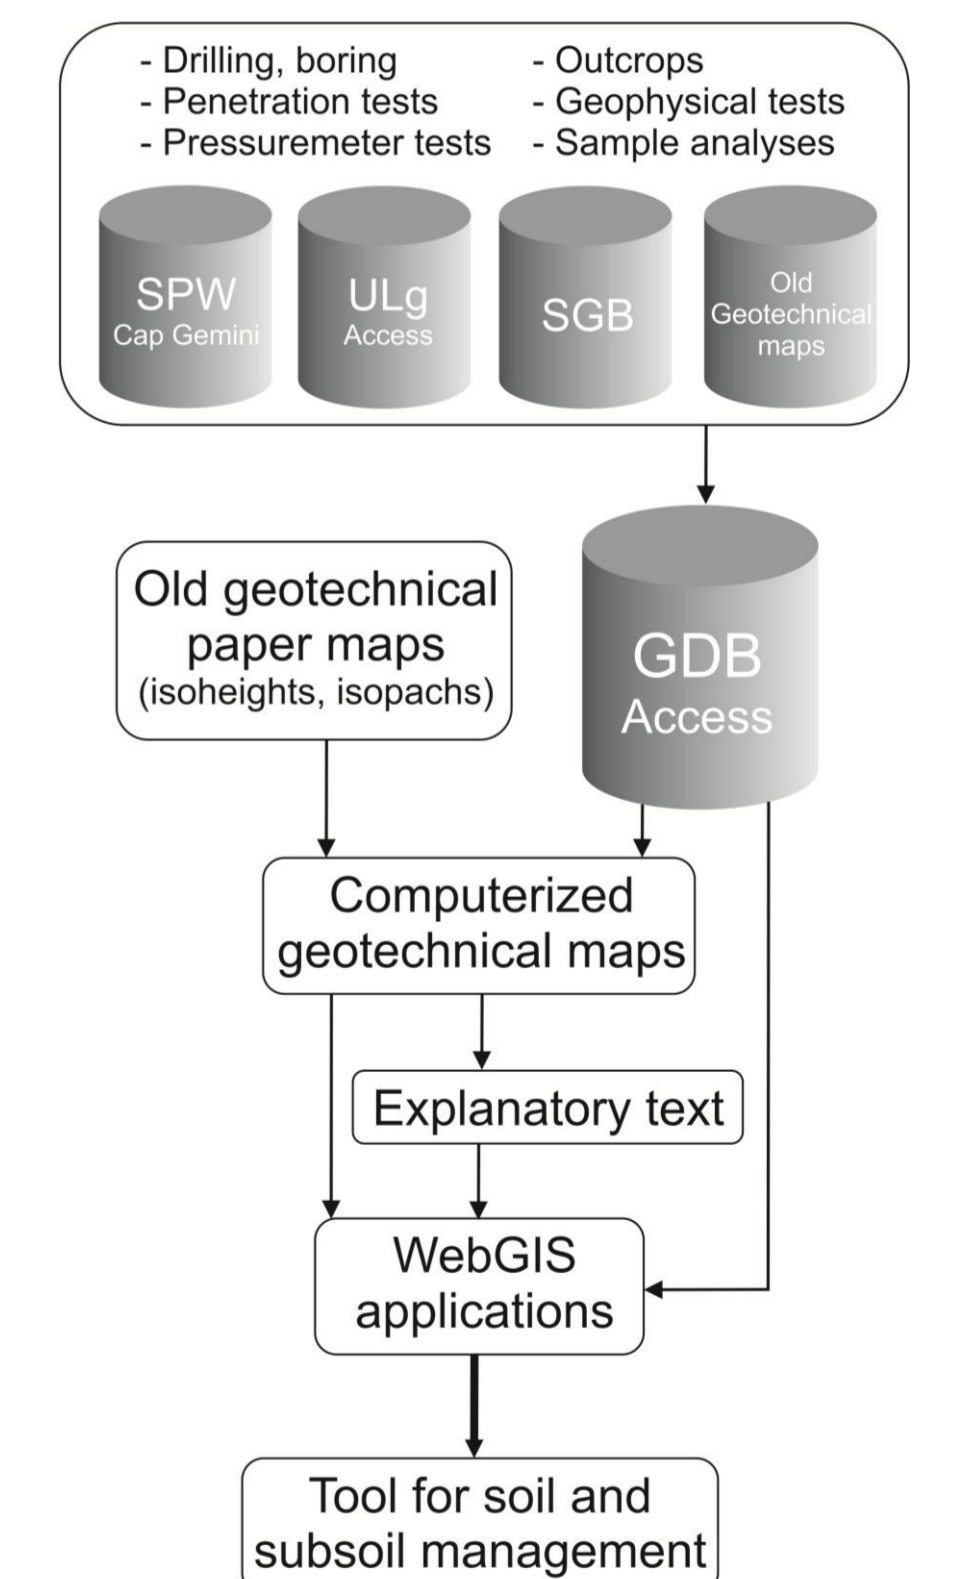 - Drilling, boring
- Penetration tests
- Pressuremeter tests
- Outcrops
- Geophysical tests
- Sample analyses
SPW
Cap Gemini
ULg
Access
SGB
Old
Geotechnical
maps
Old geotechnical
paper maps
(isoheights, isopachs)
GDB
Access
Computerized
geotechnical maps
Explanatory text
WebGIS
applications
Tool for soil and
subsoil management